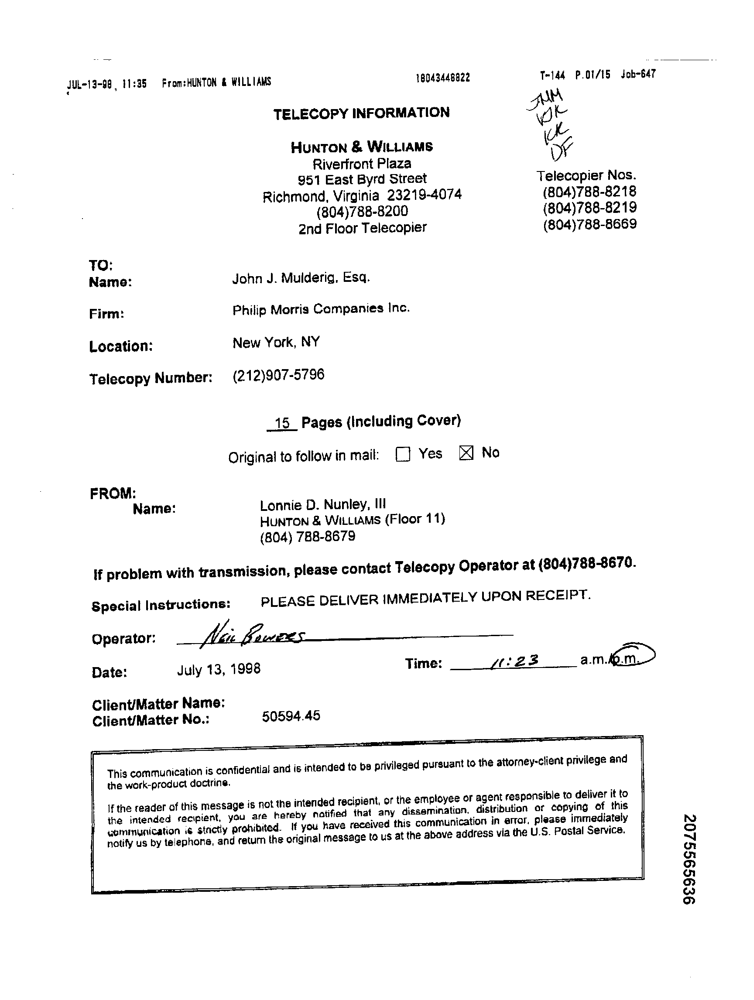 JUL-13-98, 11:35 From:HUNTON & WILLIAMS 18043448822 T-144 P.01/15 Job-647
JHM
KK
DF
TELECOPY INFORMATION
HUNTON & WILLIAMS
Riverfront Plaza
951 East Byrd Street
Richmond, Virginia 23219-4074
(804)788-8200
2nd Floor Telecopier
Telecopier Nos.
(804)788-8218
(804)788-8219
(804)788-8669
TO:
Name: John J. Mulderig, Esq.
Firm: Philip Morris Companies Inc.
Location: New York, NY
Telecopy Number: (212)907-5796
15 Pages (Including Cover)
Original to follow in mail: ☐ Yes ☒ No
FROM:
Name: Lonnie D. Nunley, III
HUNTON & WILLIAMS (Floor 11)
(804) 788-8679
If problem with transmission, please contact Telecopy Operator at (804)788-8670.
Special Instructions: PLEASE DELIVER IMMEDIATELY UPON RECEIPT.
Operator: Neil Bowers
Date: July 13, 1998 Time: 11:23 a.m./p.m.
Client/Matter Name:
Client/Matter No.: 50594.45
This communication is confidential and is intended to be privileged pursuant to the attorney-client privilege and
the work-product doctrine.
If the reader of this message is not the intended recipient, or the employee or agent responsible to deliver it to
the intended recipient, you are hereby notified that any dissemination, distribution or copying of this
communication is strictly prohibited. If you have received this communication in error, please immediately
notify us by telephone, and return the original message to us at the above address via the U.S. Postal Service.
2075565636